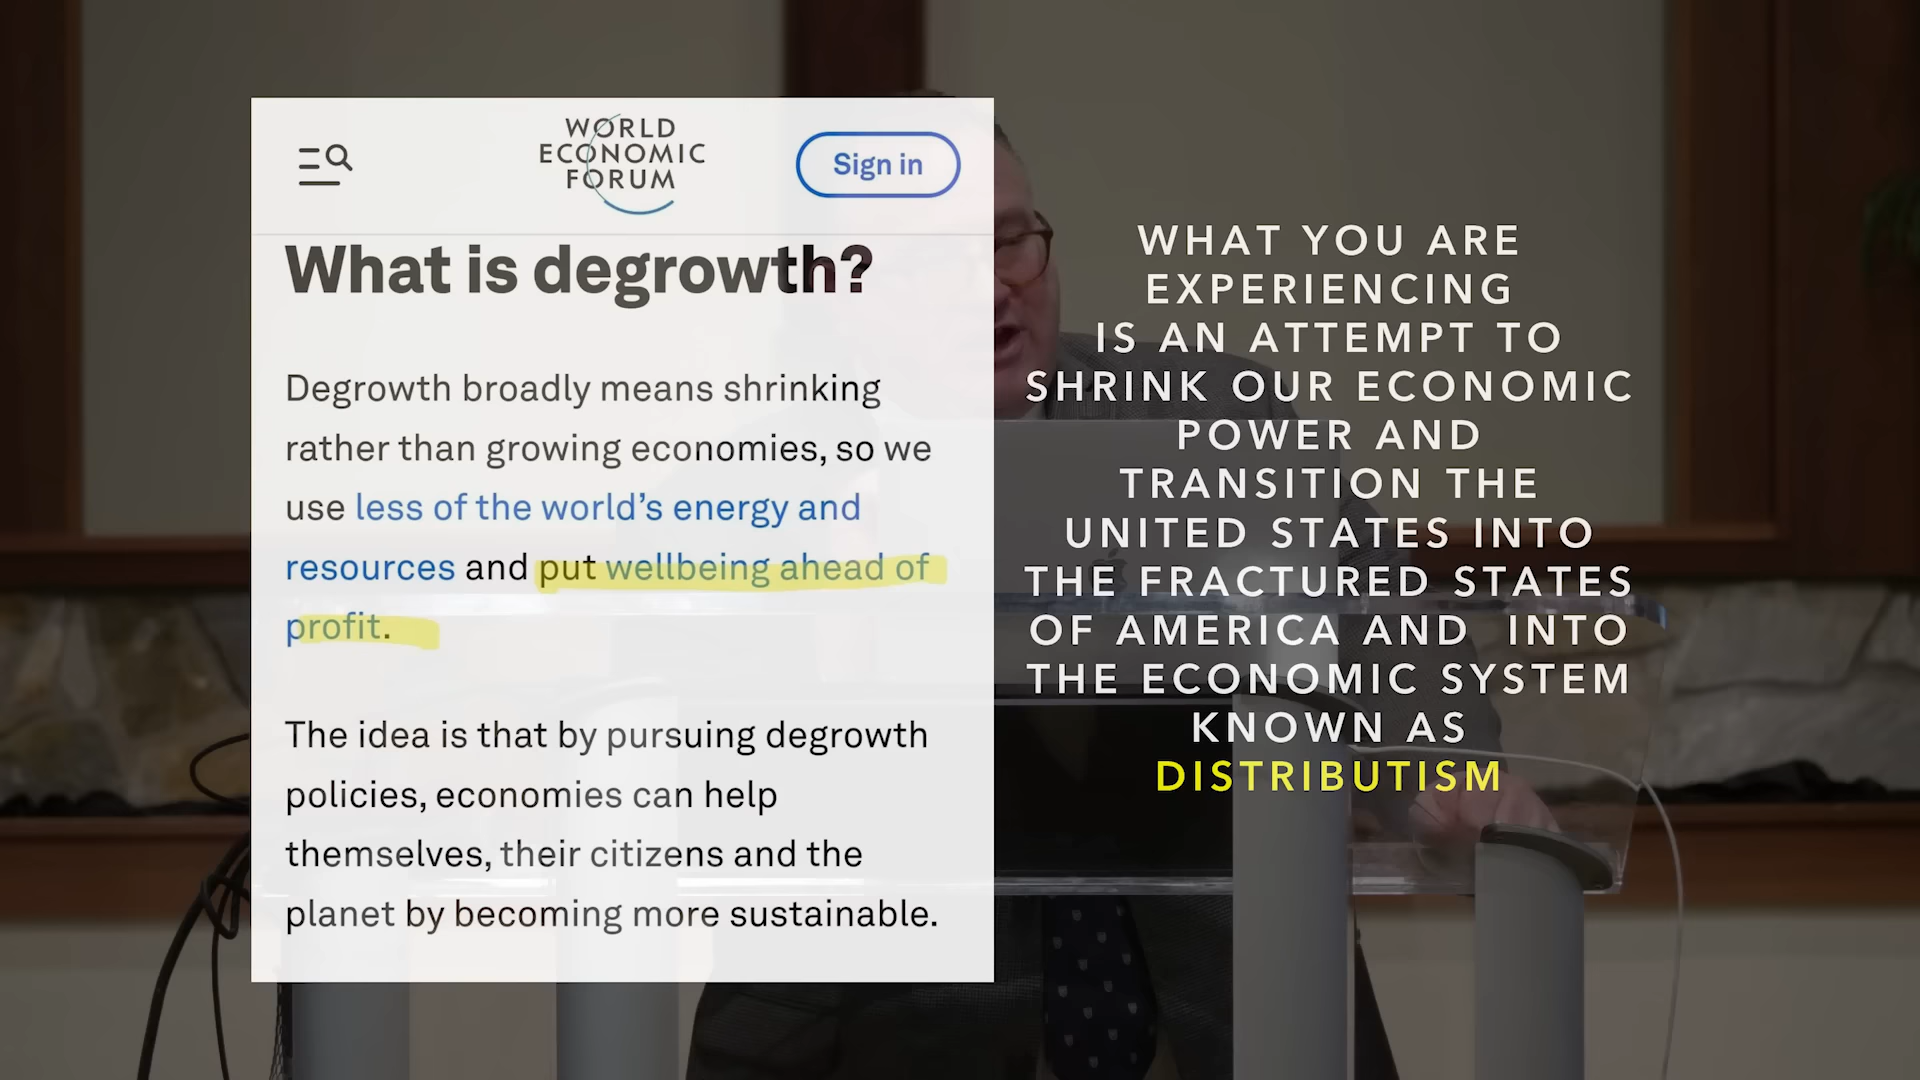 WORLD
ECONOMIC
FORUM
Sign in
What is degrowth?
Degrowth broadly means shrinking
rather than growing economies, so we
use less of the world's energy and
resources and put wellbeing ahead of
profit.
The idea is that by pursuing degrowth
policies, economies can help
themselves, their citizens and the
planet by becoming more sustainable.
WHAT YOU ARE
EXPERIENCING
IS AN ATTEMPT TO
SHRINK OUR ECONOMIC
POWER AND
TRANSITION THE
UNITED STATES INTO
THE FRACTURED STATES
OF AMERICA AND INTO
THE ECONOMIC SYSTEM
KNOWN AS
DISTRIBUTISM